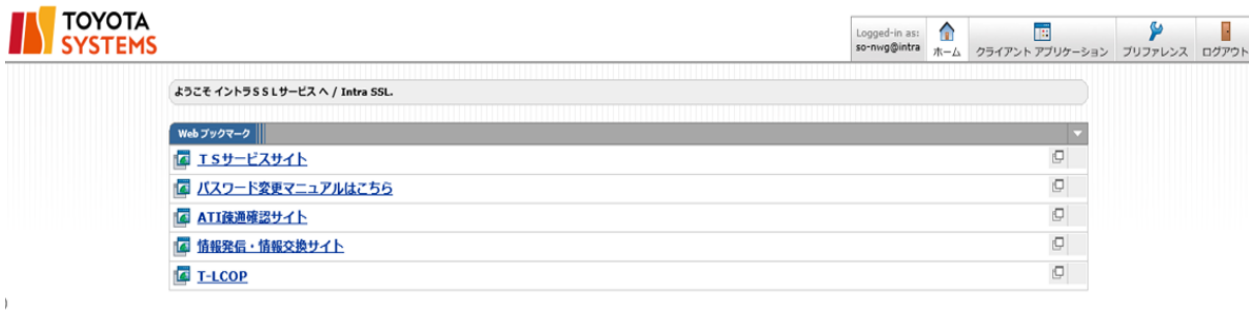 TOYOTA
SYSTEMS
Logged-in as:
so-nwg@intra
ホーム
クライアント アプリケーション
プリファレンス
ログアウト
ようこそ イントラＳＳＬサービス へ / Intra SSL.
Web ブックマーク
ＴＳサービスサイト
パスワード変更マニュアルはこちら
ATI疎通確認サイト
情報発信・情報交換サイト
T-LCOP
)